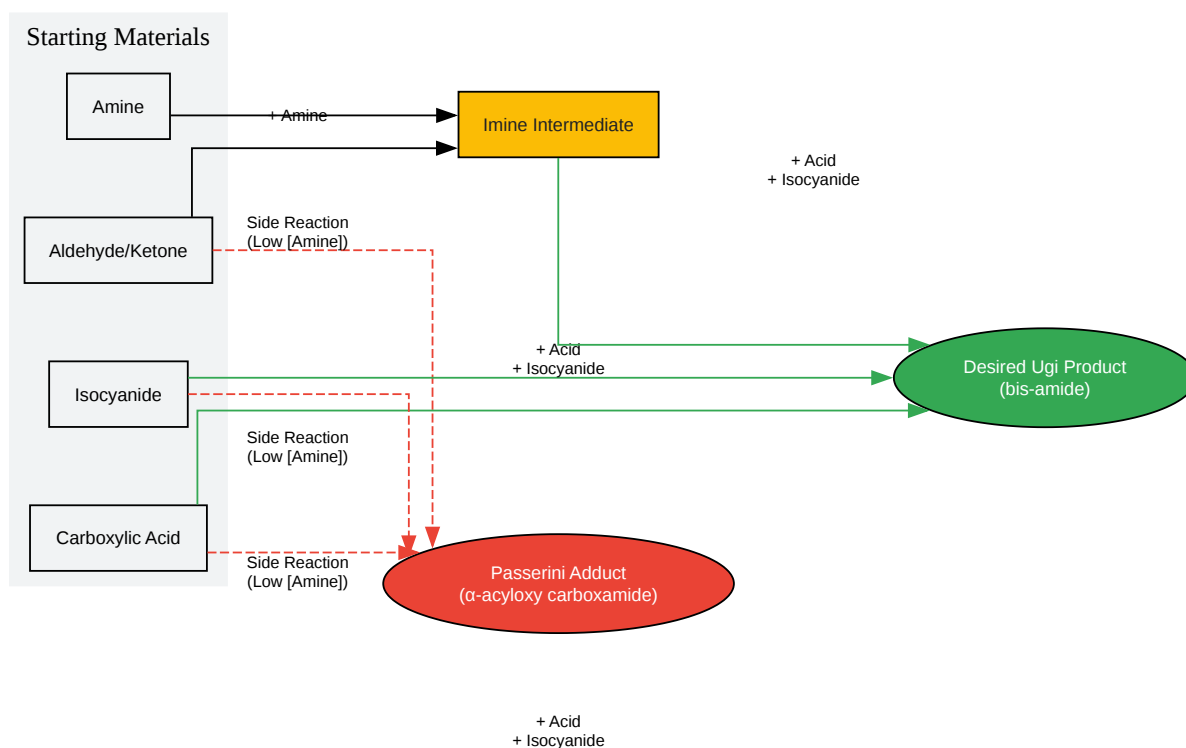 Starting Materials
Amine
+ Amine
Imine Intermediate
+ Acid
+ Isocyanide
Aldehyde/Ketone
Side Reaction
(Low [Amine])
Isocyanide
+ Acid
+ Isocyanide
Desired Ugi Product
(bis-amide)
Side Reaction
(Low [Amine])
Carboxylic Acid
Side Reaction
(Low [Amine])
Passerini Adduct
(α-acyloxy carboxamide)
+ Acid
+ Isocyanide